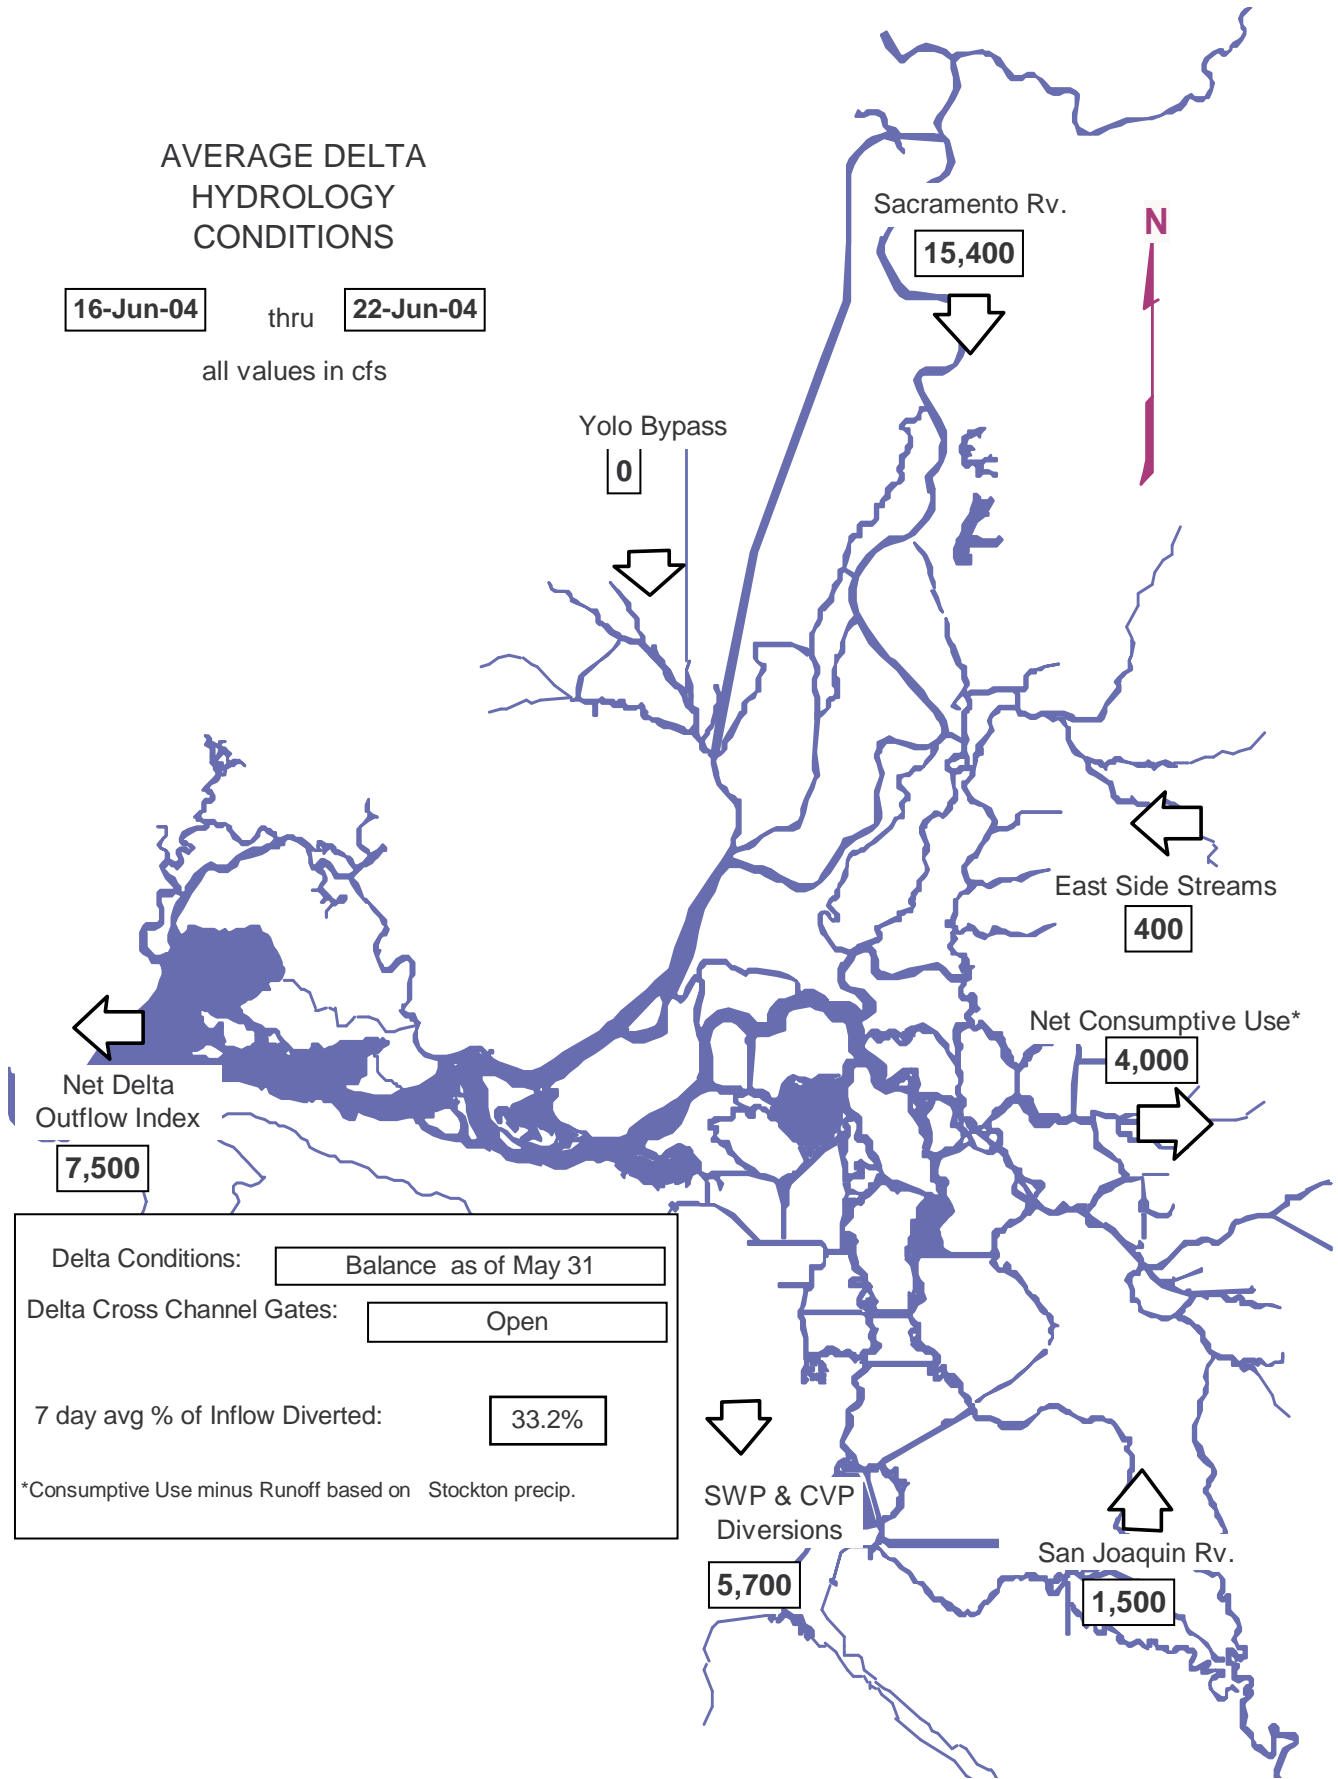 AVERAGE DELTA
HYDROLOGY
CONDITIONS
16-Jun-04 thru 22-Jun-04
all values in cfs
Sacramento Rv.
15,400
N
Yolo Bypass
0
East Side Streams
400
Net Consumptive Use*
4,000
Net Delta
Outflow Index
7,500
Delta Conditions: Balance as of May 31
Delta Cross Channel Gates: Open
7 day avg % of Inflow Diverted: 33.2%
*Consumptive Use minus Runoff based on Stockton precip.
SWP & CVP
Diversions
5,700
San Joaquin Rv.
1,500